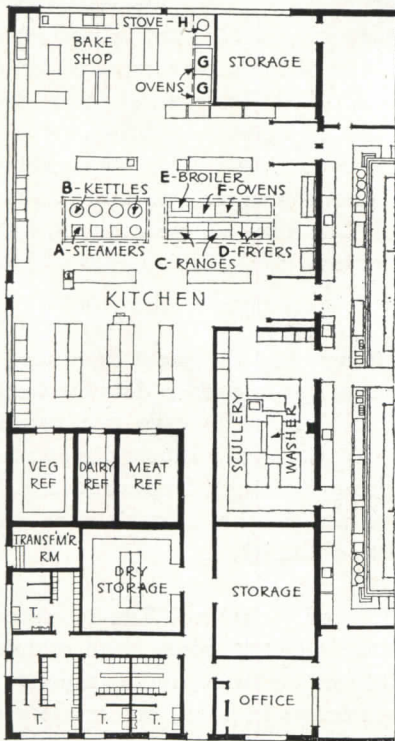 STOVE-H
BAKE
SHOP
G
OVENS
G
STORAGE
E-BROILER
B-KETTLES
F-OVENS
A-STEAMERS
D-FRYERS
C-RANGES
KITCHEN
SCULLERY
WASHER
VEG
REF
DAIRY
REF
MEAT
REF
TRANSF'M'R
RM
DRY
STORAGE
STORAGE
T.
T.
T.
T.
OFFICE